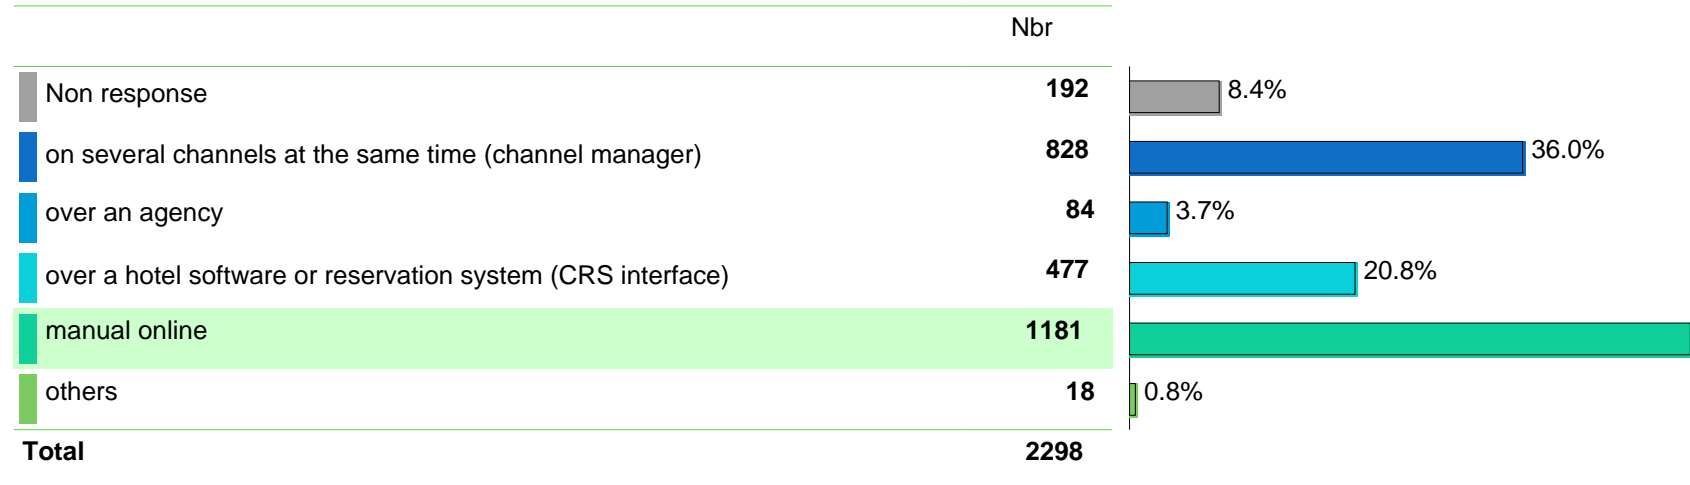 Nbr
Non response 192 8.4%
on several channels at the same time (channel manager) 828 36.0%
over an agency 84 3.7%
over a hotel software or reservation system (CRS interface) 477 20.8%
manual online 1181
others 18 0.8%
Total 2298